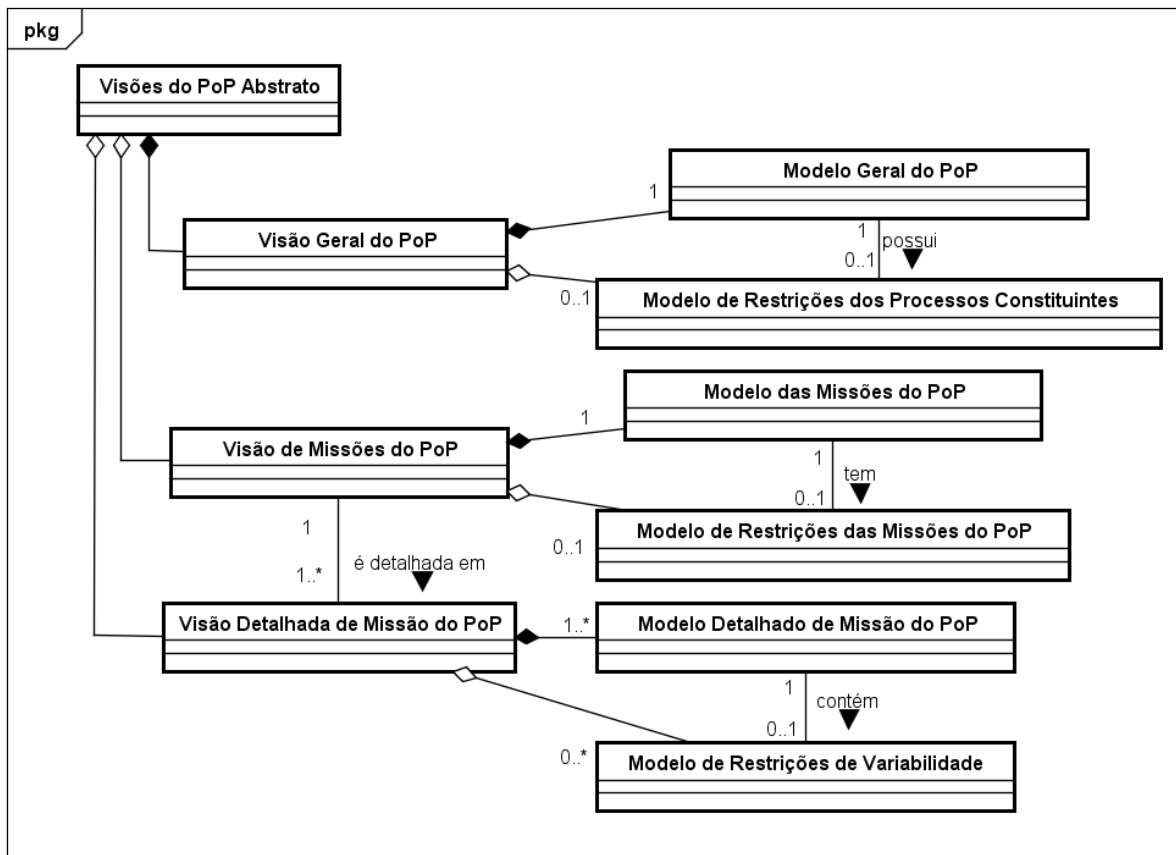 pkg
Visões do PoP Abstrato
Modelo Geral do PoP
1
Visão Geral do PoP
1
possui
0..1
0..1
Modelo de Restrições dos Processos Constituintes
Modelo das Missões do PoP
1
Visão de Missões do PoP
1
tem
0..1
Modelo de Restrições das Missões do PoP
0..1
1
é detalhada em
1..*
Visão Detalhada de Missão do PoP
1..*
Modelo Detalhado de Missão do PoP
1
contém
0..1
0..*
Modelo de Restrições de Variabilidade